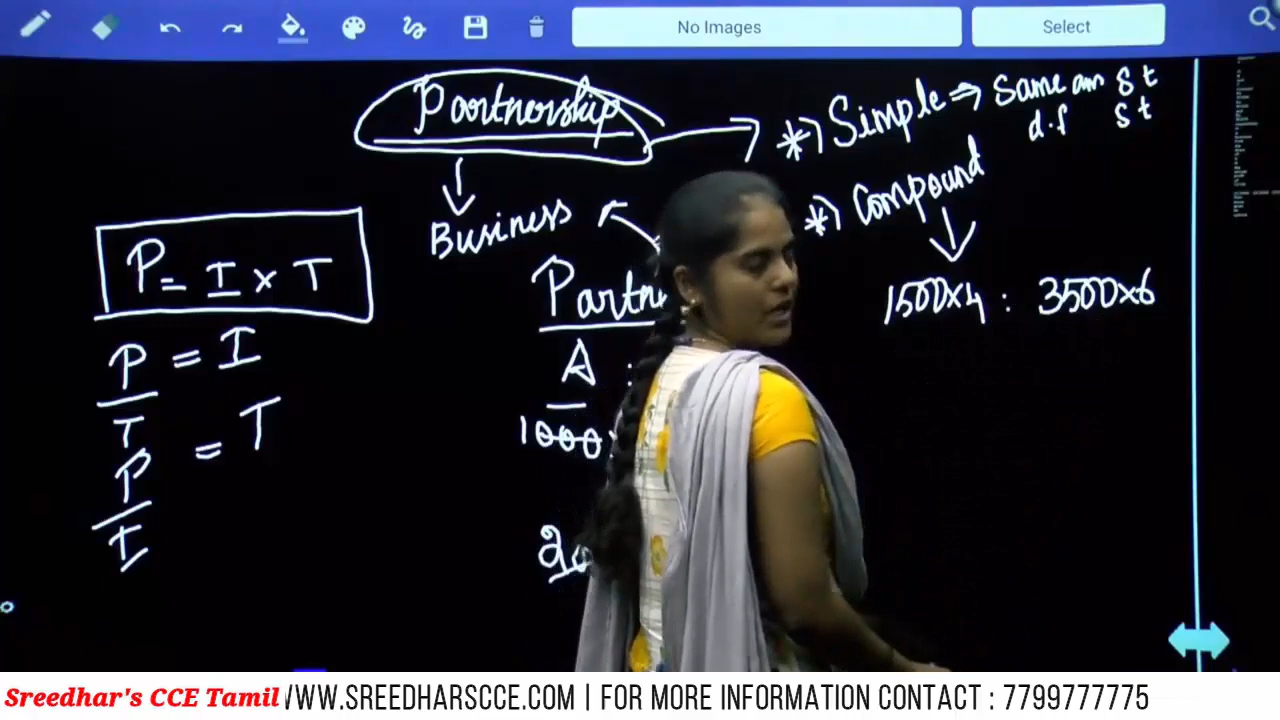 No Images
Select
Partnership
*) Simple ⇒ Same am S t
d.f S t
*) Compound
Business
P = I x T
1500x4 : 3500x6
P/T = I
P/I = T
A :
1000
Sreedhar's CCE Tamil
WWW.SREEDHARSCCE.COM | FOR MORE INFORMATION CONTACT : 7799777775